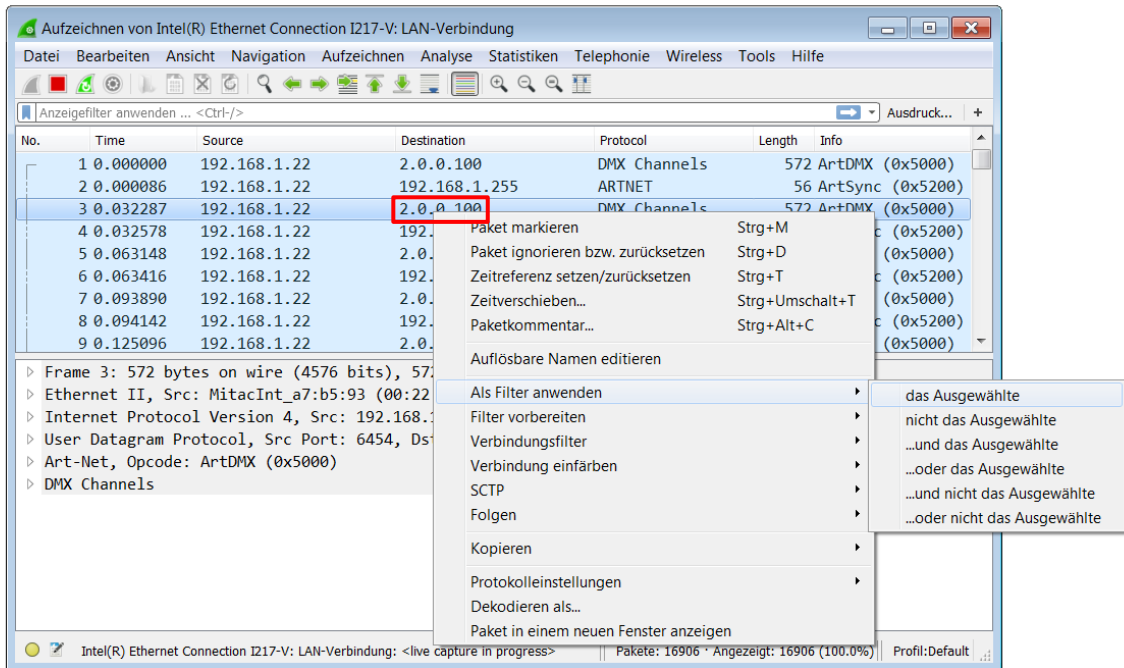 Aufzeichnen von Intel(R) Ethernet Connection I217-V: LAN-Verbindung
Datei Bearbeiten Ansicht Navigation Aufzeichnen Analyse Statistiken Telephonie Wireless Tools Hilfe
Anzeigefilter anwenden ... <Ctrl-/> Ausdruck... +
No. Time Source Destination Protocol Length Info
1 0.000000 192.168.1.22 2.0.0.100 DMX Channels 572 ArtDMX (0x5000)
2 0.000086 192.168.1.22 192.168.1.255 ARTNET 56 ArtSync (0x5200)
3 0.032287 192.168.1.22 2.0.0.100 DMX Channels 572 ArtDMX (0x5000)
4 0.032578 192.168.1.22 192. c (0x5200)
5 0.063148 192.168.1.22 2.0. (0x5000)
6 0.063416 192.168.1.22 192. c (0x5200)
7 0.093890 192.168.1.22 2.0. (0x5000)
8 0.094142 192.168.1.22 192. c (0x5200)
9 0.125096 192.168.1.22 2.0. (0x5000)
Frame 3: 572 bytes on wire (4576 bits), 57
Ethernet II, Src: MitacInt_a7:b5:93 (00:22
Internet Protocol Version 4, Src: 192.168.
User Datagram Protocol, Src Port: 6454, Ds
Art-Net, Opcode: ArtDMX (0x5000)
DMX Channels
Paket markieren Strg+M
Paket ignorieren bzw. zurücksetzen Strg+D
Zeitreferenz setzen/zurücksetzen Strg+T
Zeitverschieben... Strg+Umschalt+T
Paketkommentar... Strg+Alt+C
Auflösbare Namen editieren
Als Filter anwenden
Filter vorbereiten
Verbindungsfilter
Verbindung einfärben
SCTP
Folgen
Kopieren
Protokolleinstellungen
Dekodieren als...
Paket in einem neuen Fenster anzeigen
das Ausgewählte
nicht das Ausgewählte
...und das Ausgewählte
...oder das Ausgewählte
...und nicht das Ausgewählte
...oder nicht das Ausgewählte
Intel(R) Ethernet Connection I217-V: LAN-Verbindung: <live capture in progress> Pakete: 16906 · Angezeigt: 16906 (100.0%) Profil:Default